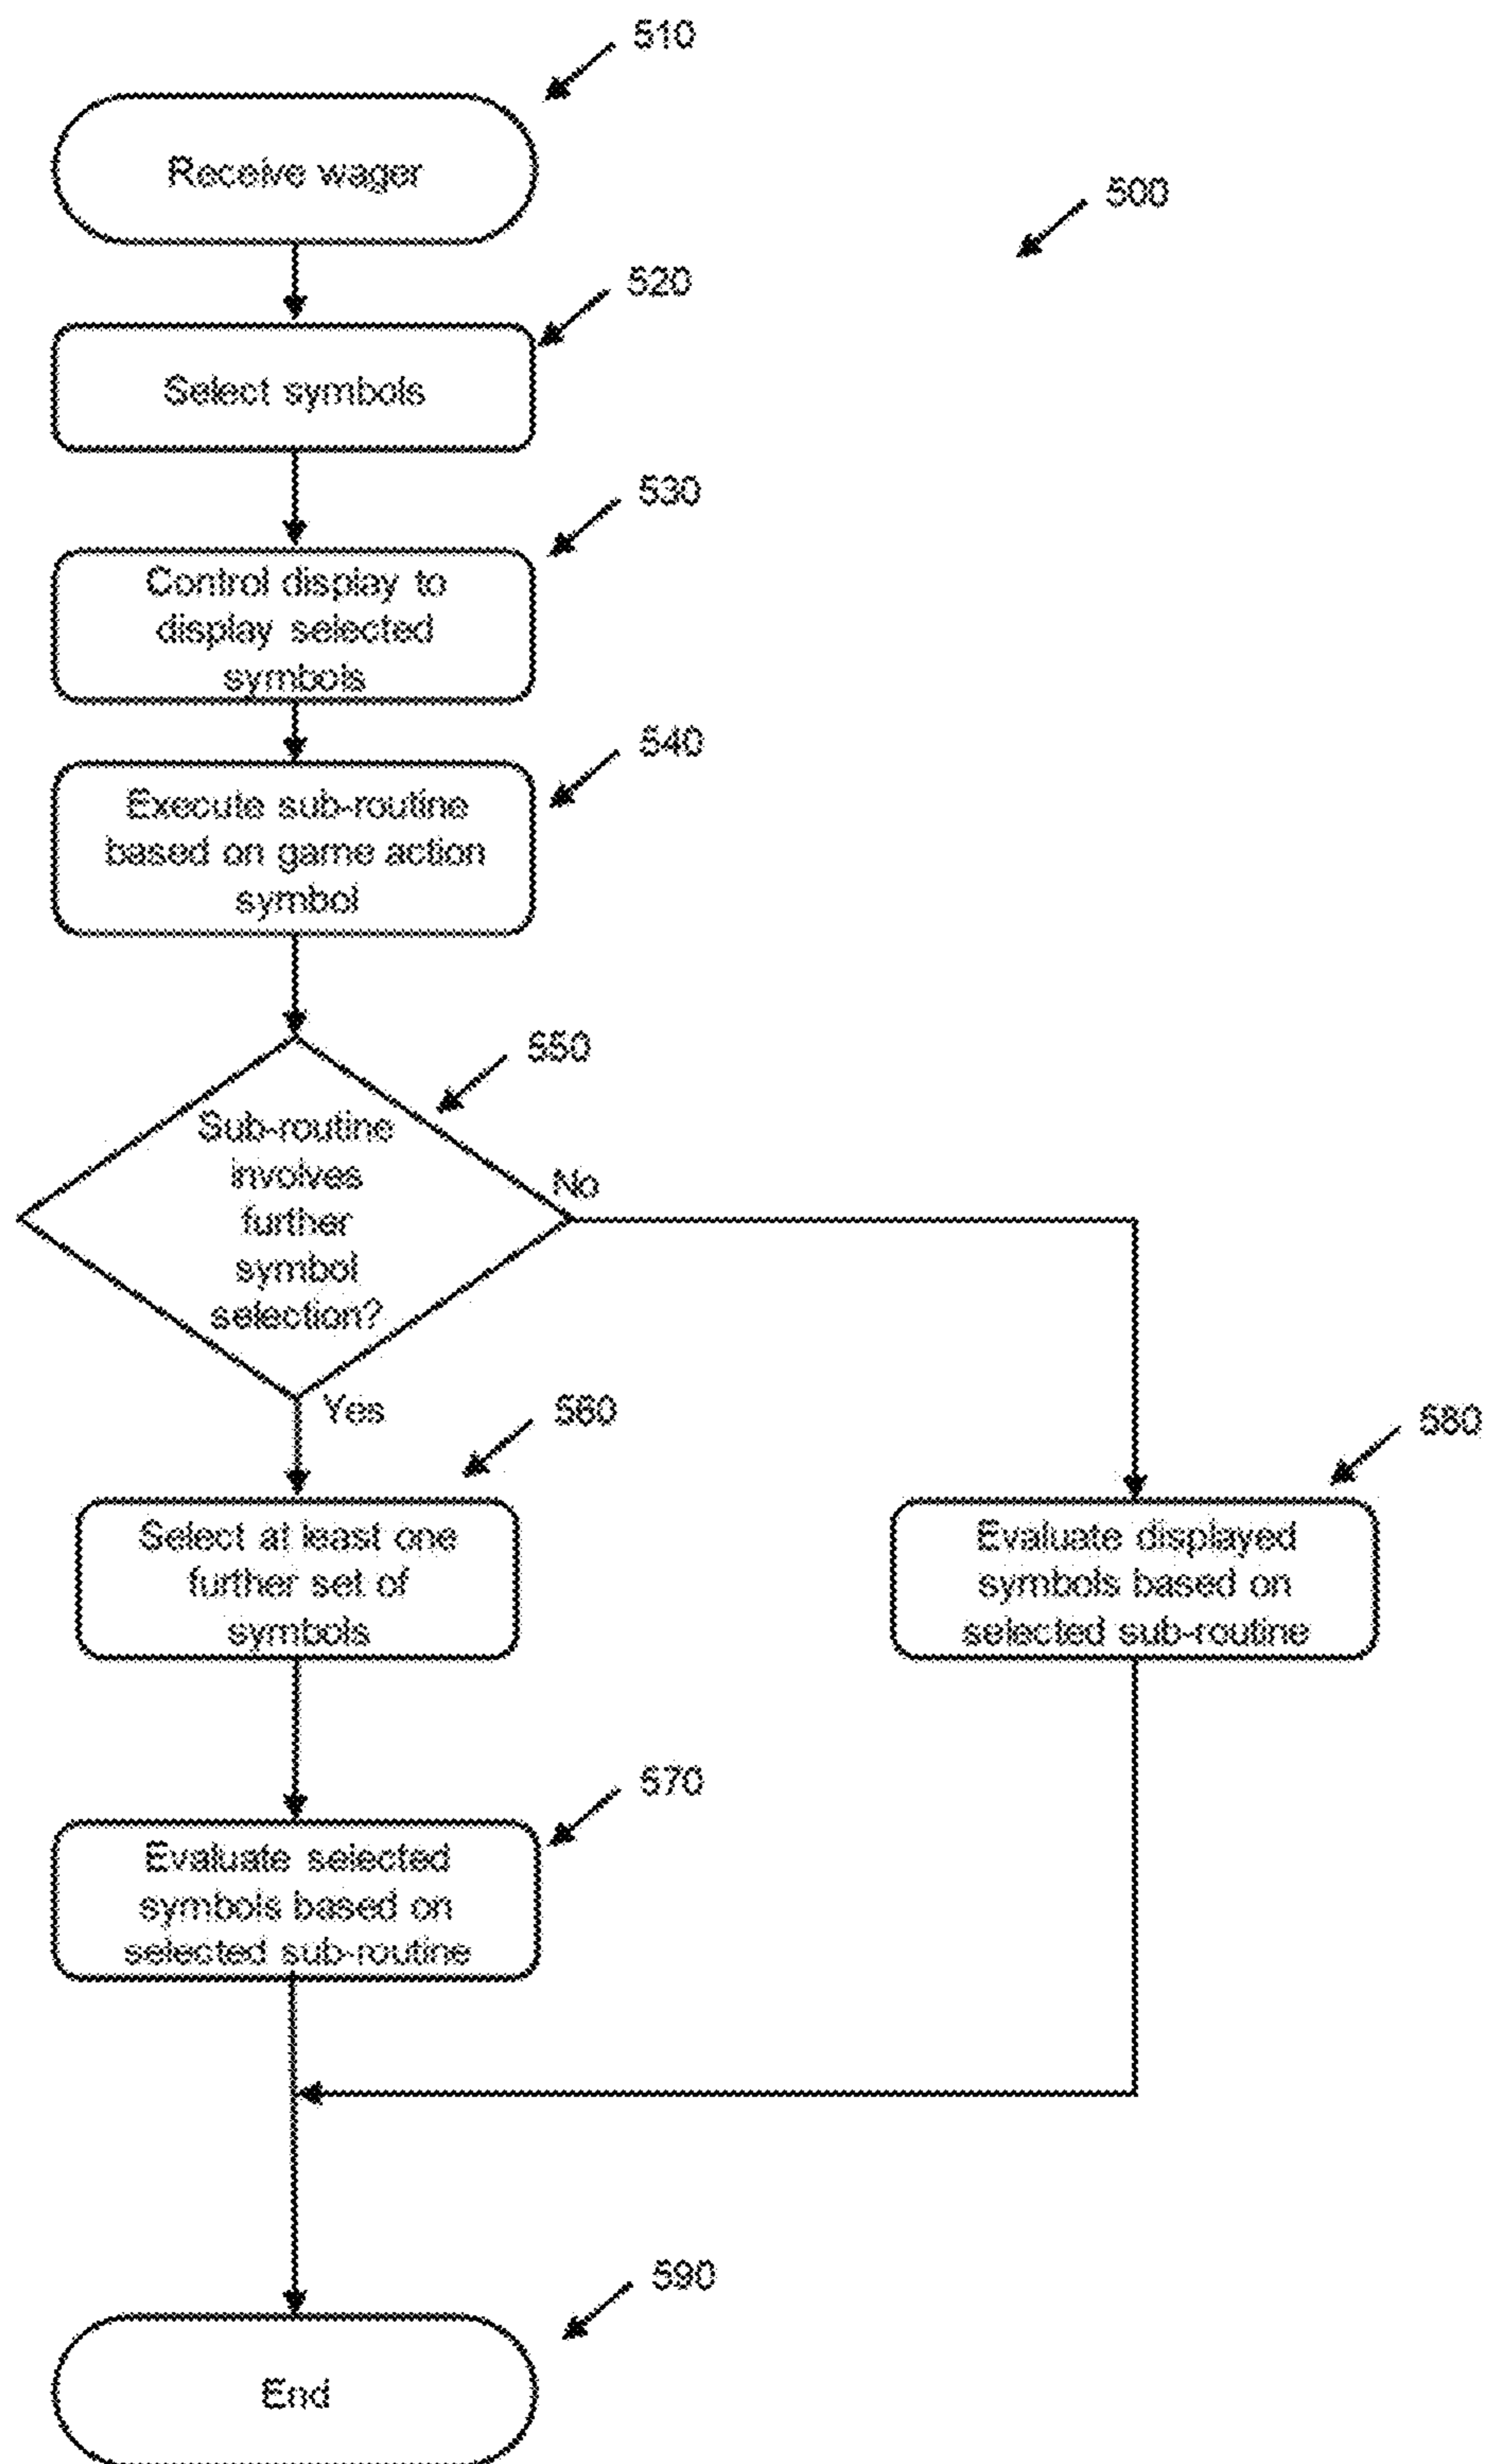 510
Receive wager
500
520
Select symbols
530
Control display to
display selected
symbols
540
Execute sub-routine
based on game action
symbol
550
Sub-routine
involves
further
symbol
selection?
No
Yes
560
580
Select at least one
further set of
symbols
Evaluate displayed
symbols based on
selected sub-routine
570
Evaluate selected
symbols based on
selected sub-routine
590
End